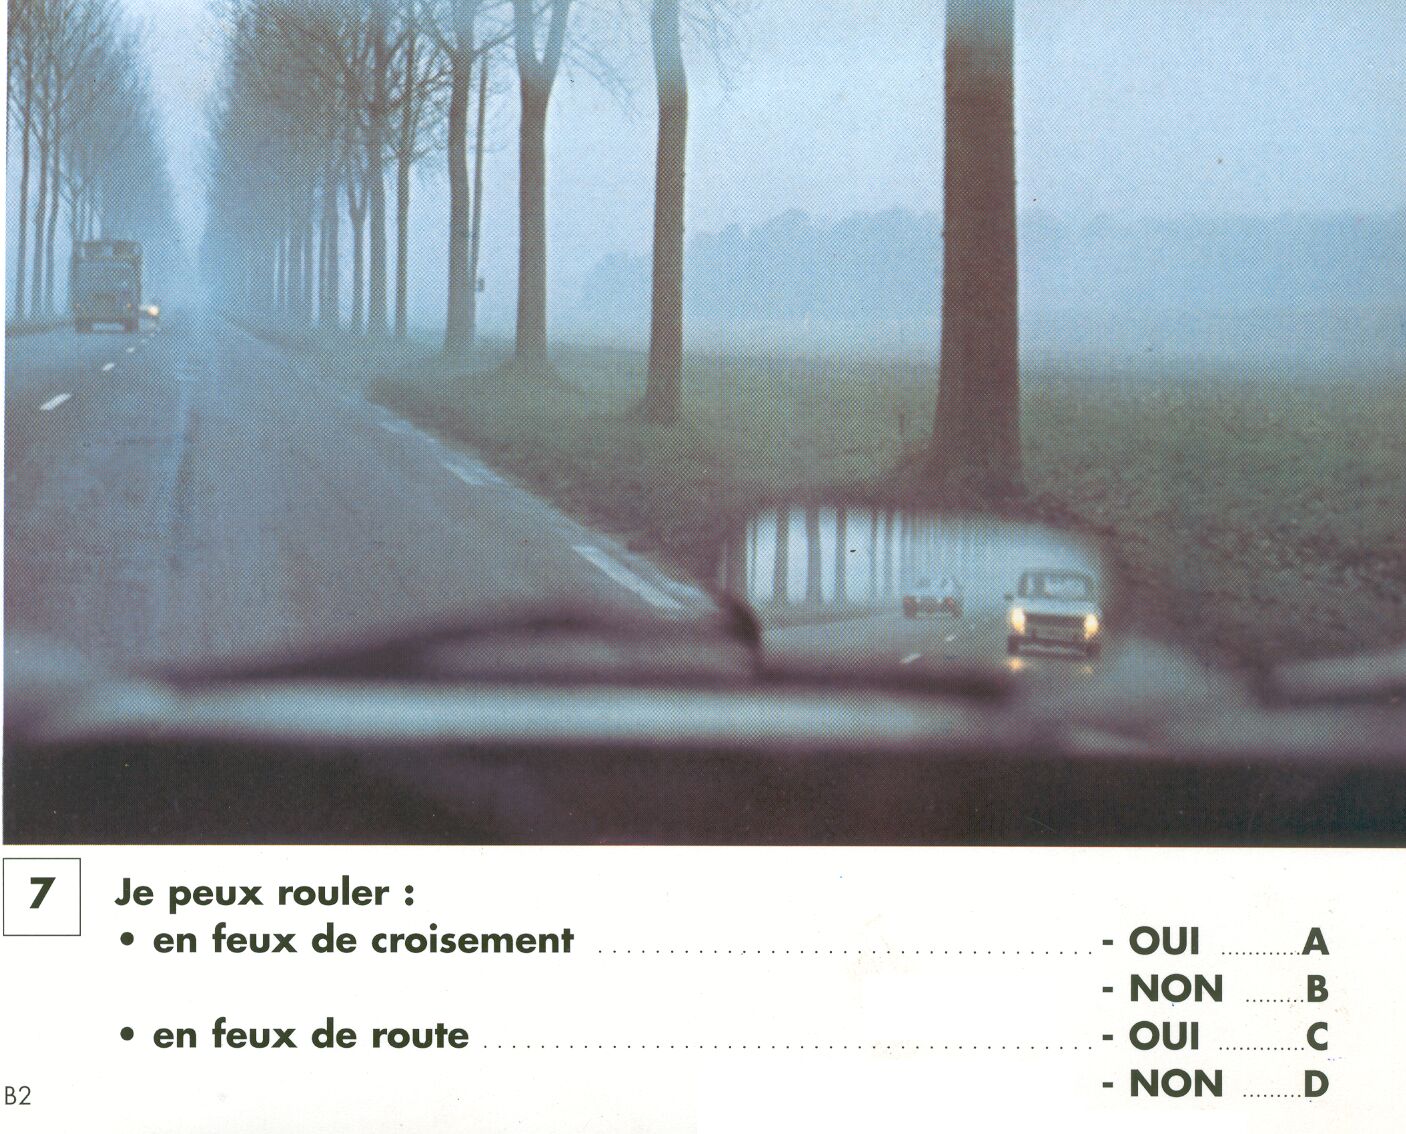 7 Je peux rouler :
• en feux de croisement .......... - OUI ..........A
- NON .........B
• en feux de route .......... - OUI ............C
- NON .........D
B2